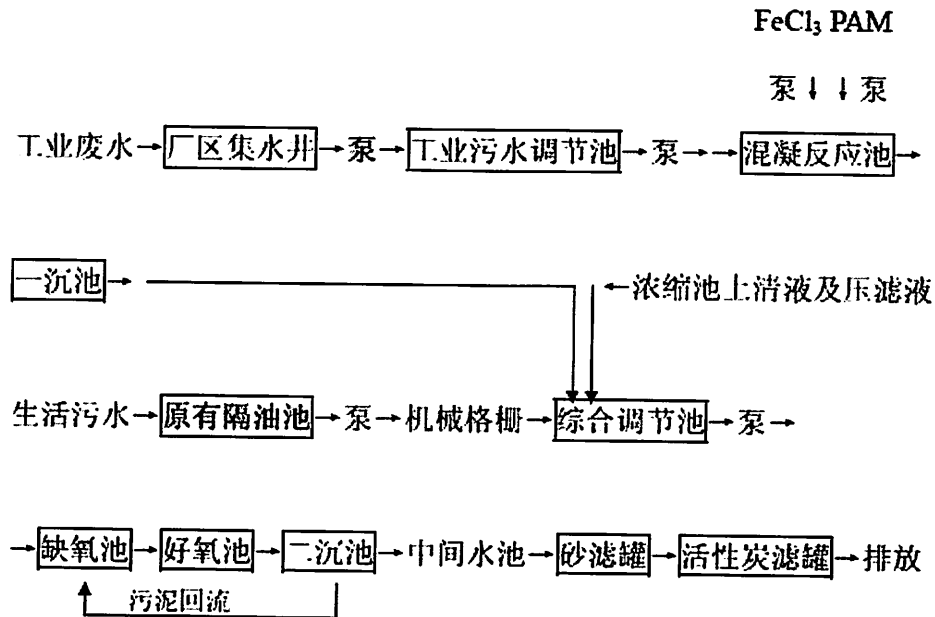 FeCl₃ PAM
泵 ↓ ↓ 泵
工业废水→厂区集水井→泵→工业污水调节池→泵→→混凝反应池→
一沉池→ ←浓缩池上清液及压滤液
生活污水→原有隔油池→泵→机械格栅→综合调节池→泵→
→缺氧池→好氧池→二沉池→中间水池→砂滤罐→活性炭滤罐→排放
污泥回流